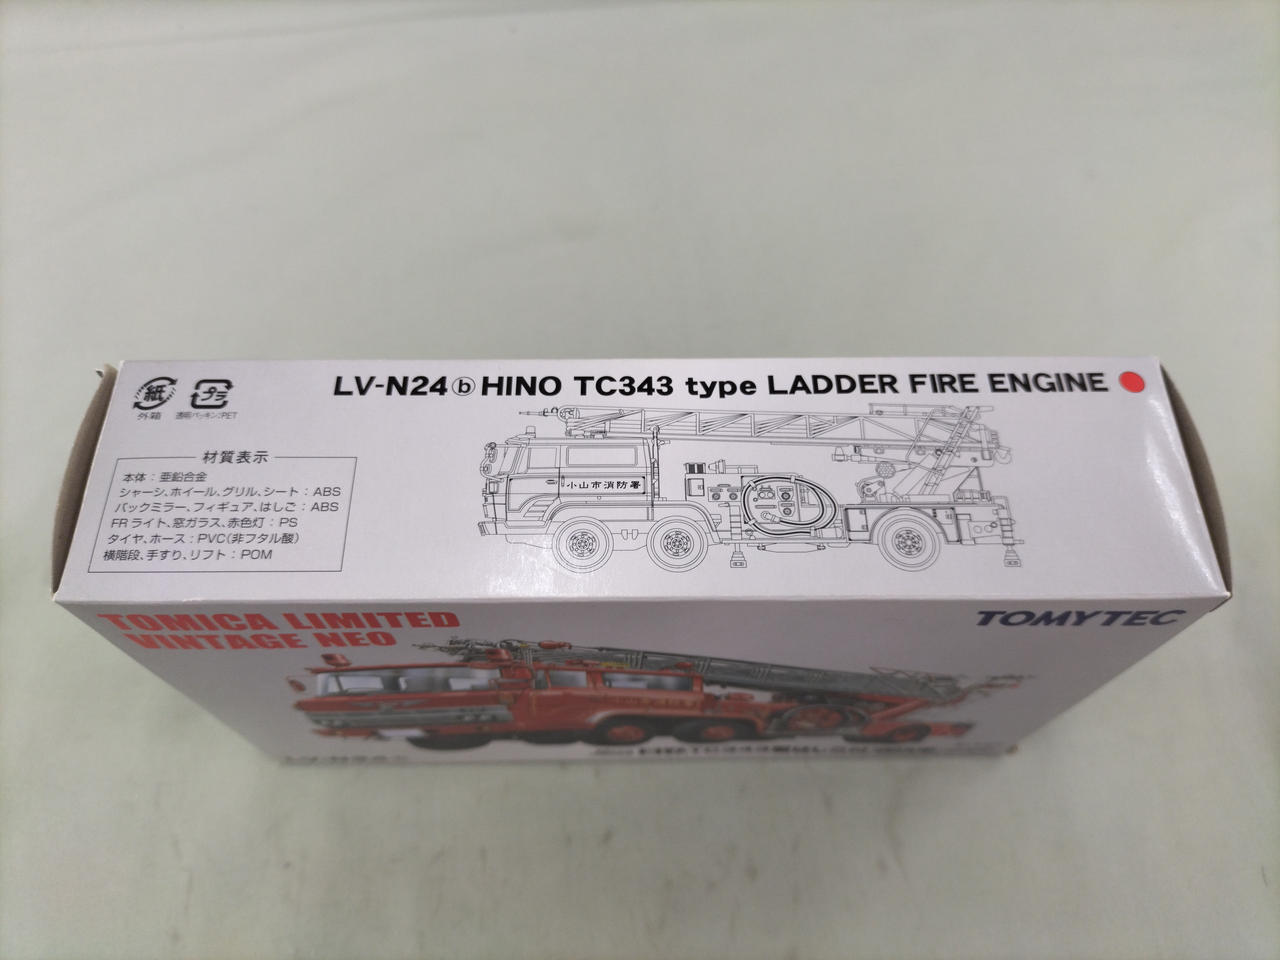 LV-N24ⓑ HINO TC343 type LADDER FIRE ENGINE
紙
外箱
プラ
透明パッキン:PET
材質表示
本体:亜鉛合金
シャーシ、ホイール、グリル、シート:ABS
バックミラー、フィギュア、はしご:ABS
FRライト、窓ガラス、赤色灯:PS
タイヤ、ホース:PVC(非フタル酸)
横階段、手すり、リフト:POM
小山市消防署
TOMICA LIMITED
VINTAGE NEO
TOMYTEC